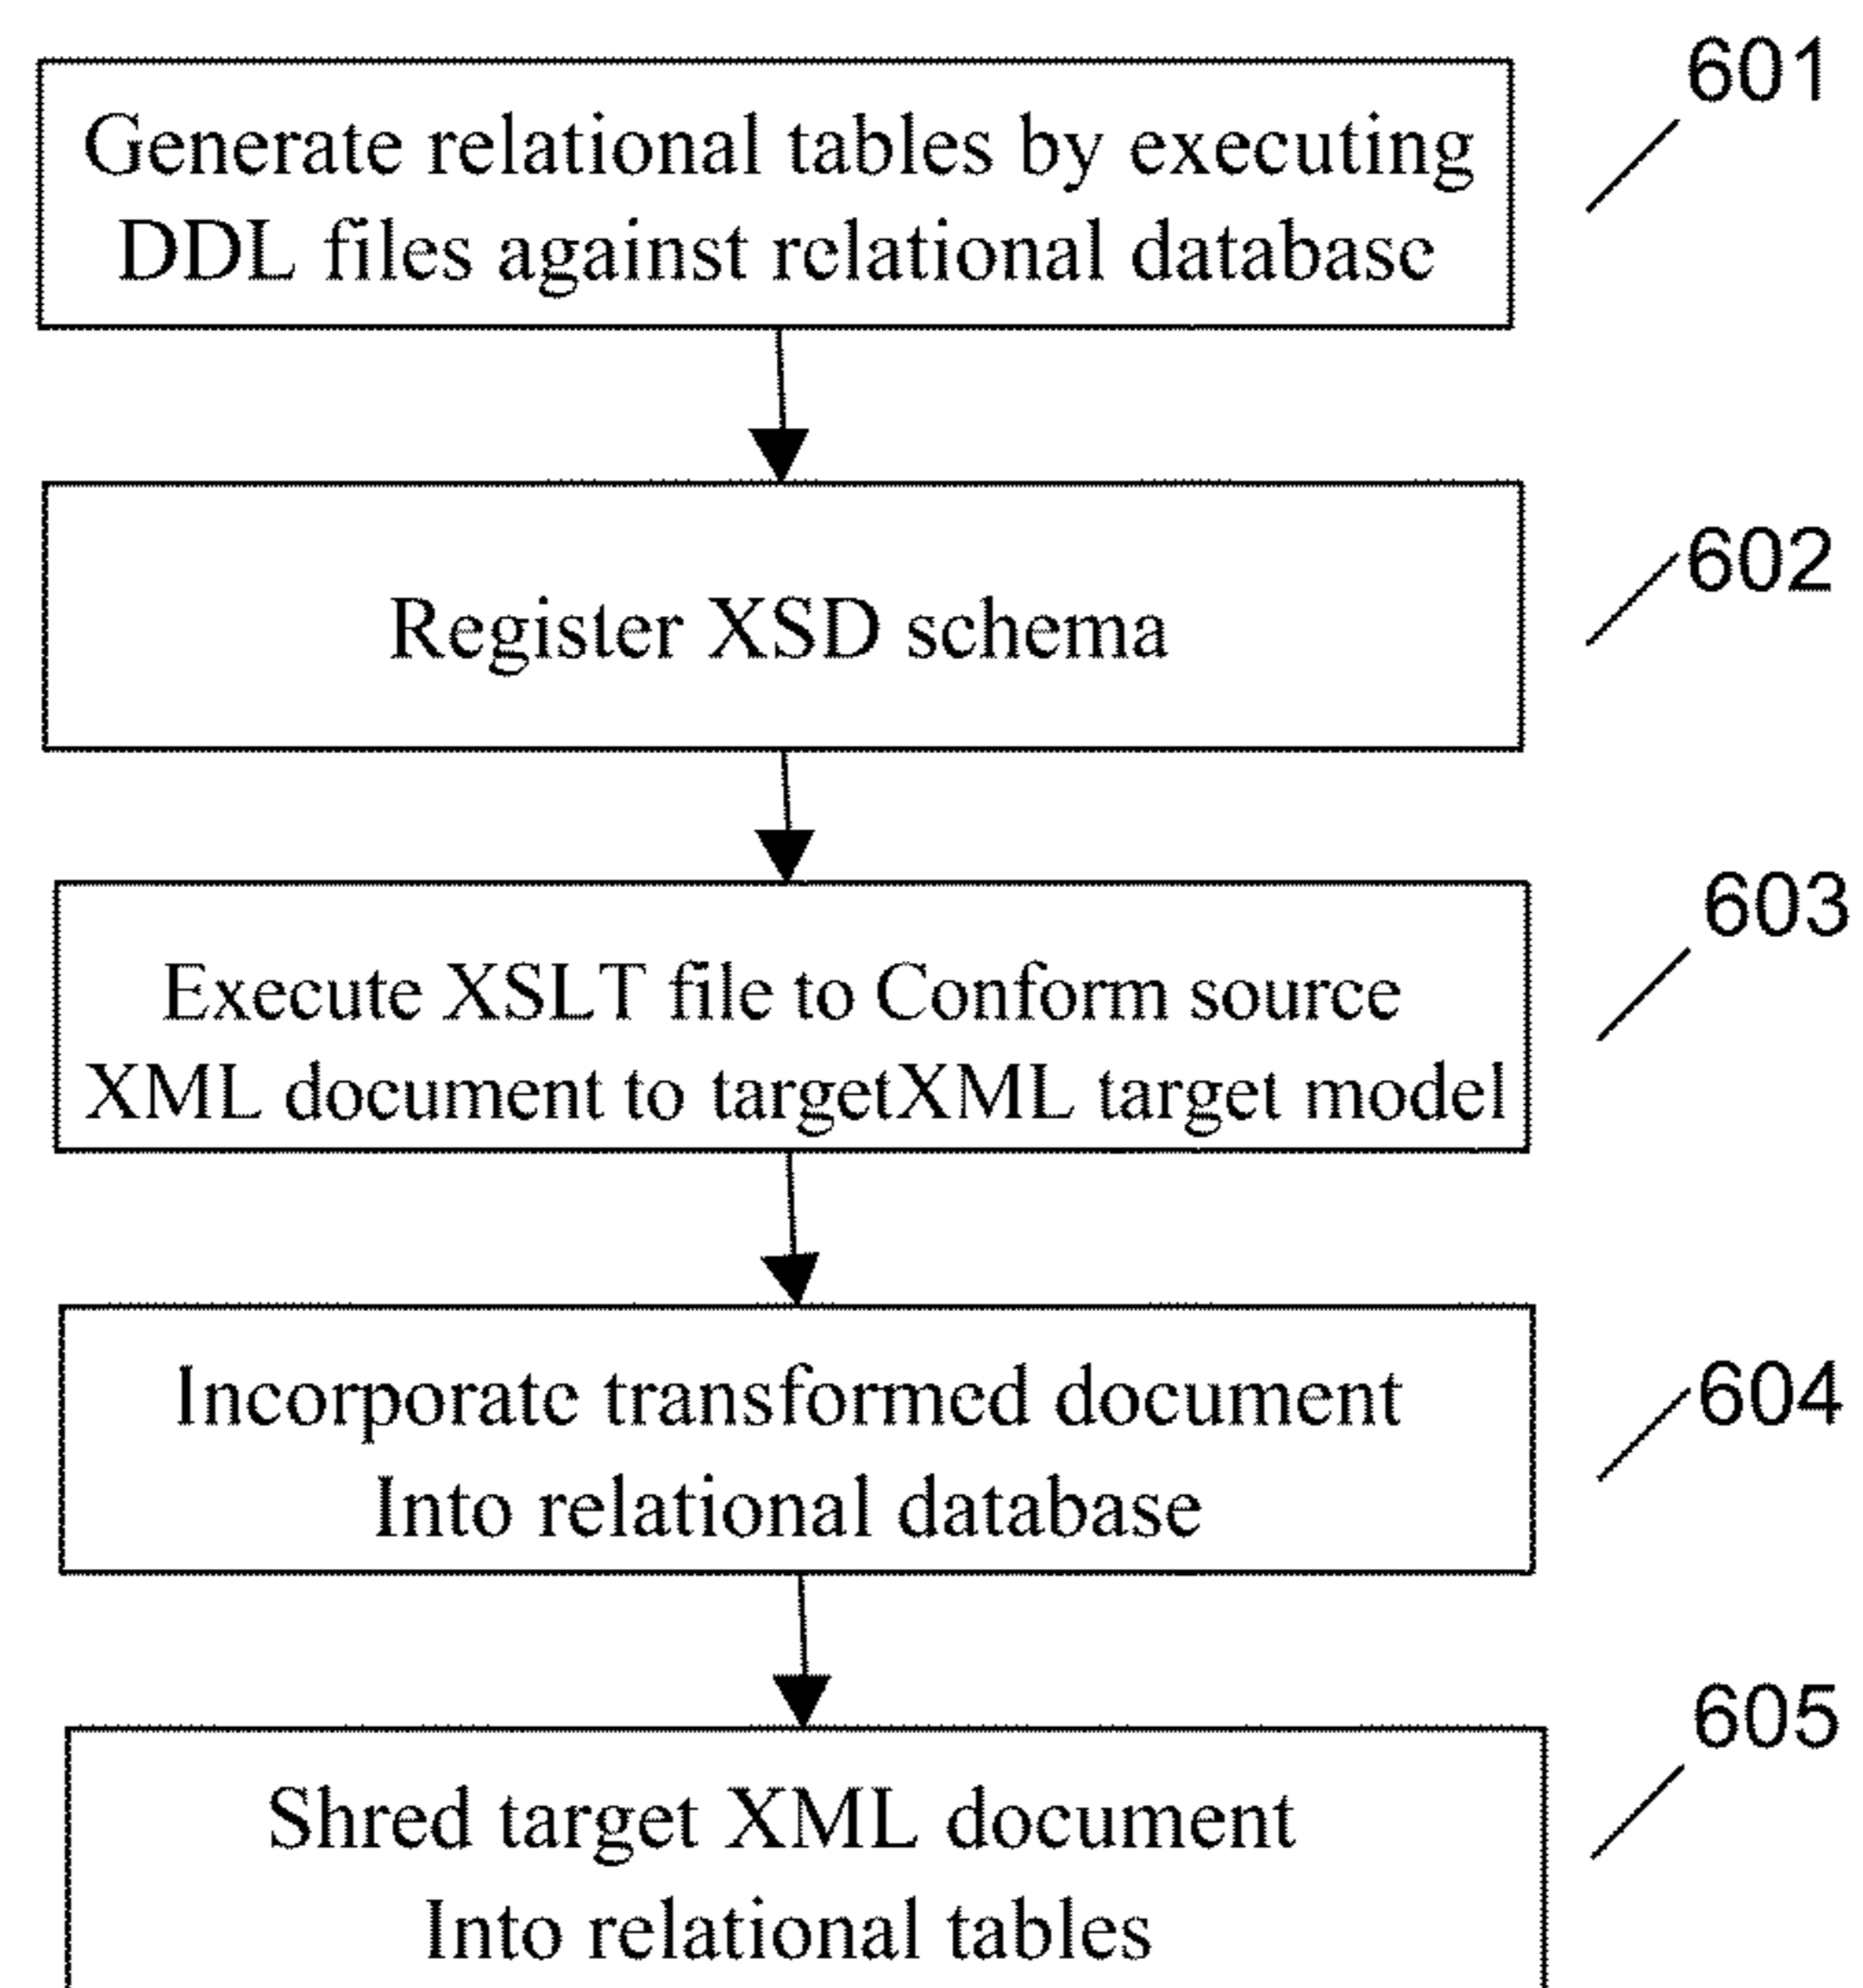 601
Generate relational tables by executing
DDL files against relational database
602
Register XSD schema
603
Execute XSLT file to Conform source
XML document to targetXML target model
604
Incorporate transformed document
Into relational database
605
Shred target XML document
Into relational tables